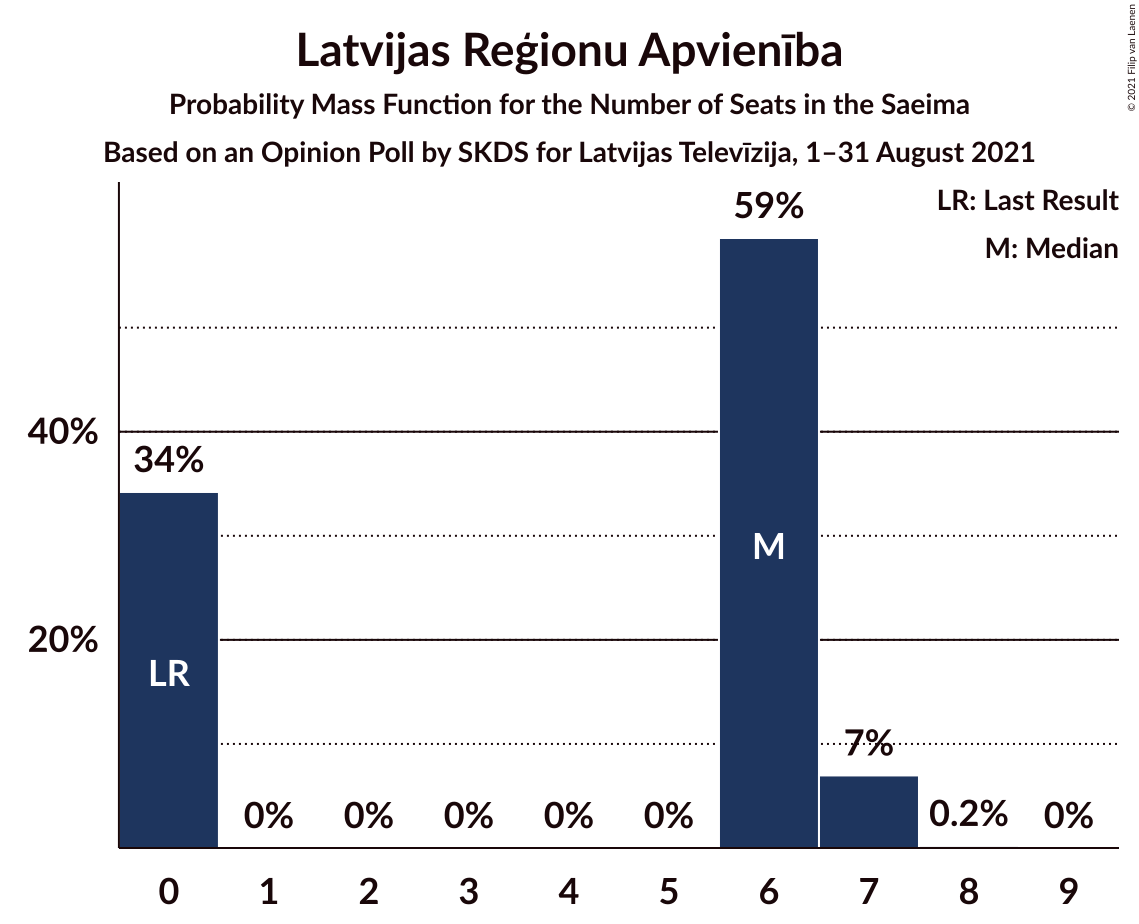 Latvijas Reģionu Apvienība
Probability Mass Function for the Number of Seats in the Saeima
Based on an Opinion Poll by SKDS for Latvijas Televīzija, 1–31 August 2021
© 2021 Filip van Laenen
LR: Last Result
M: Median
59%
40%
34%
M
20%
LR
7%
0% 0% 0% 0% 0% 0.2% 0%
0 1 2 3 4 5 6 7 8 9